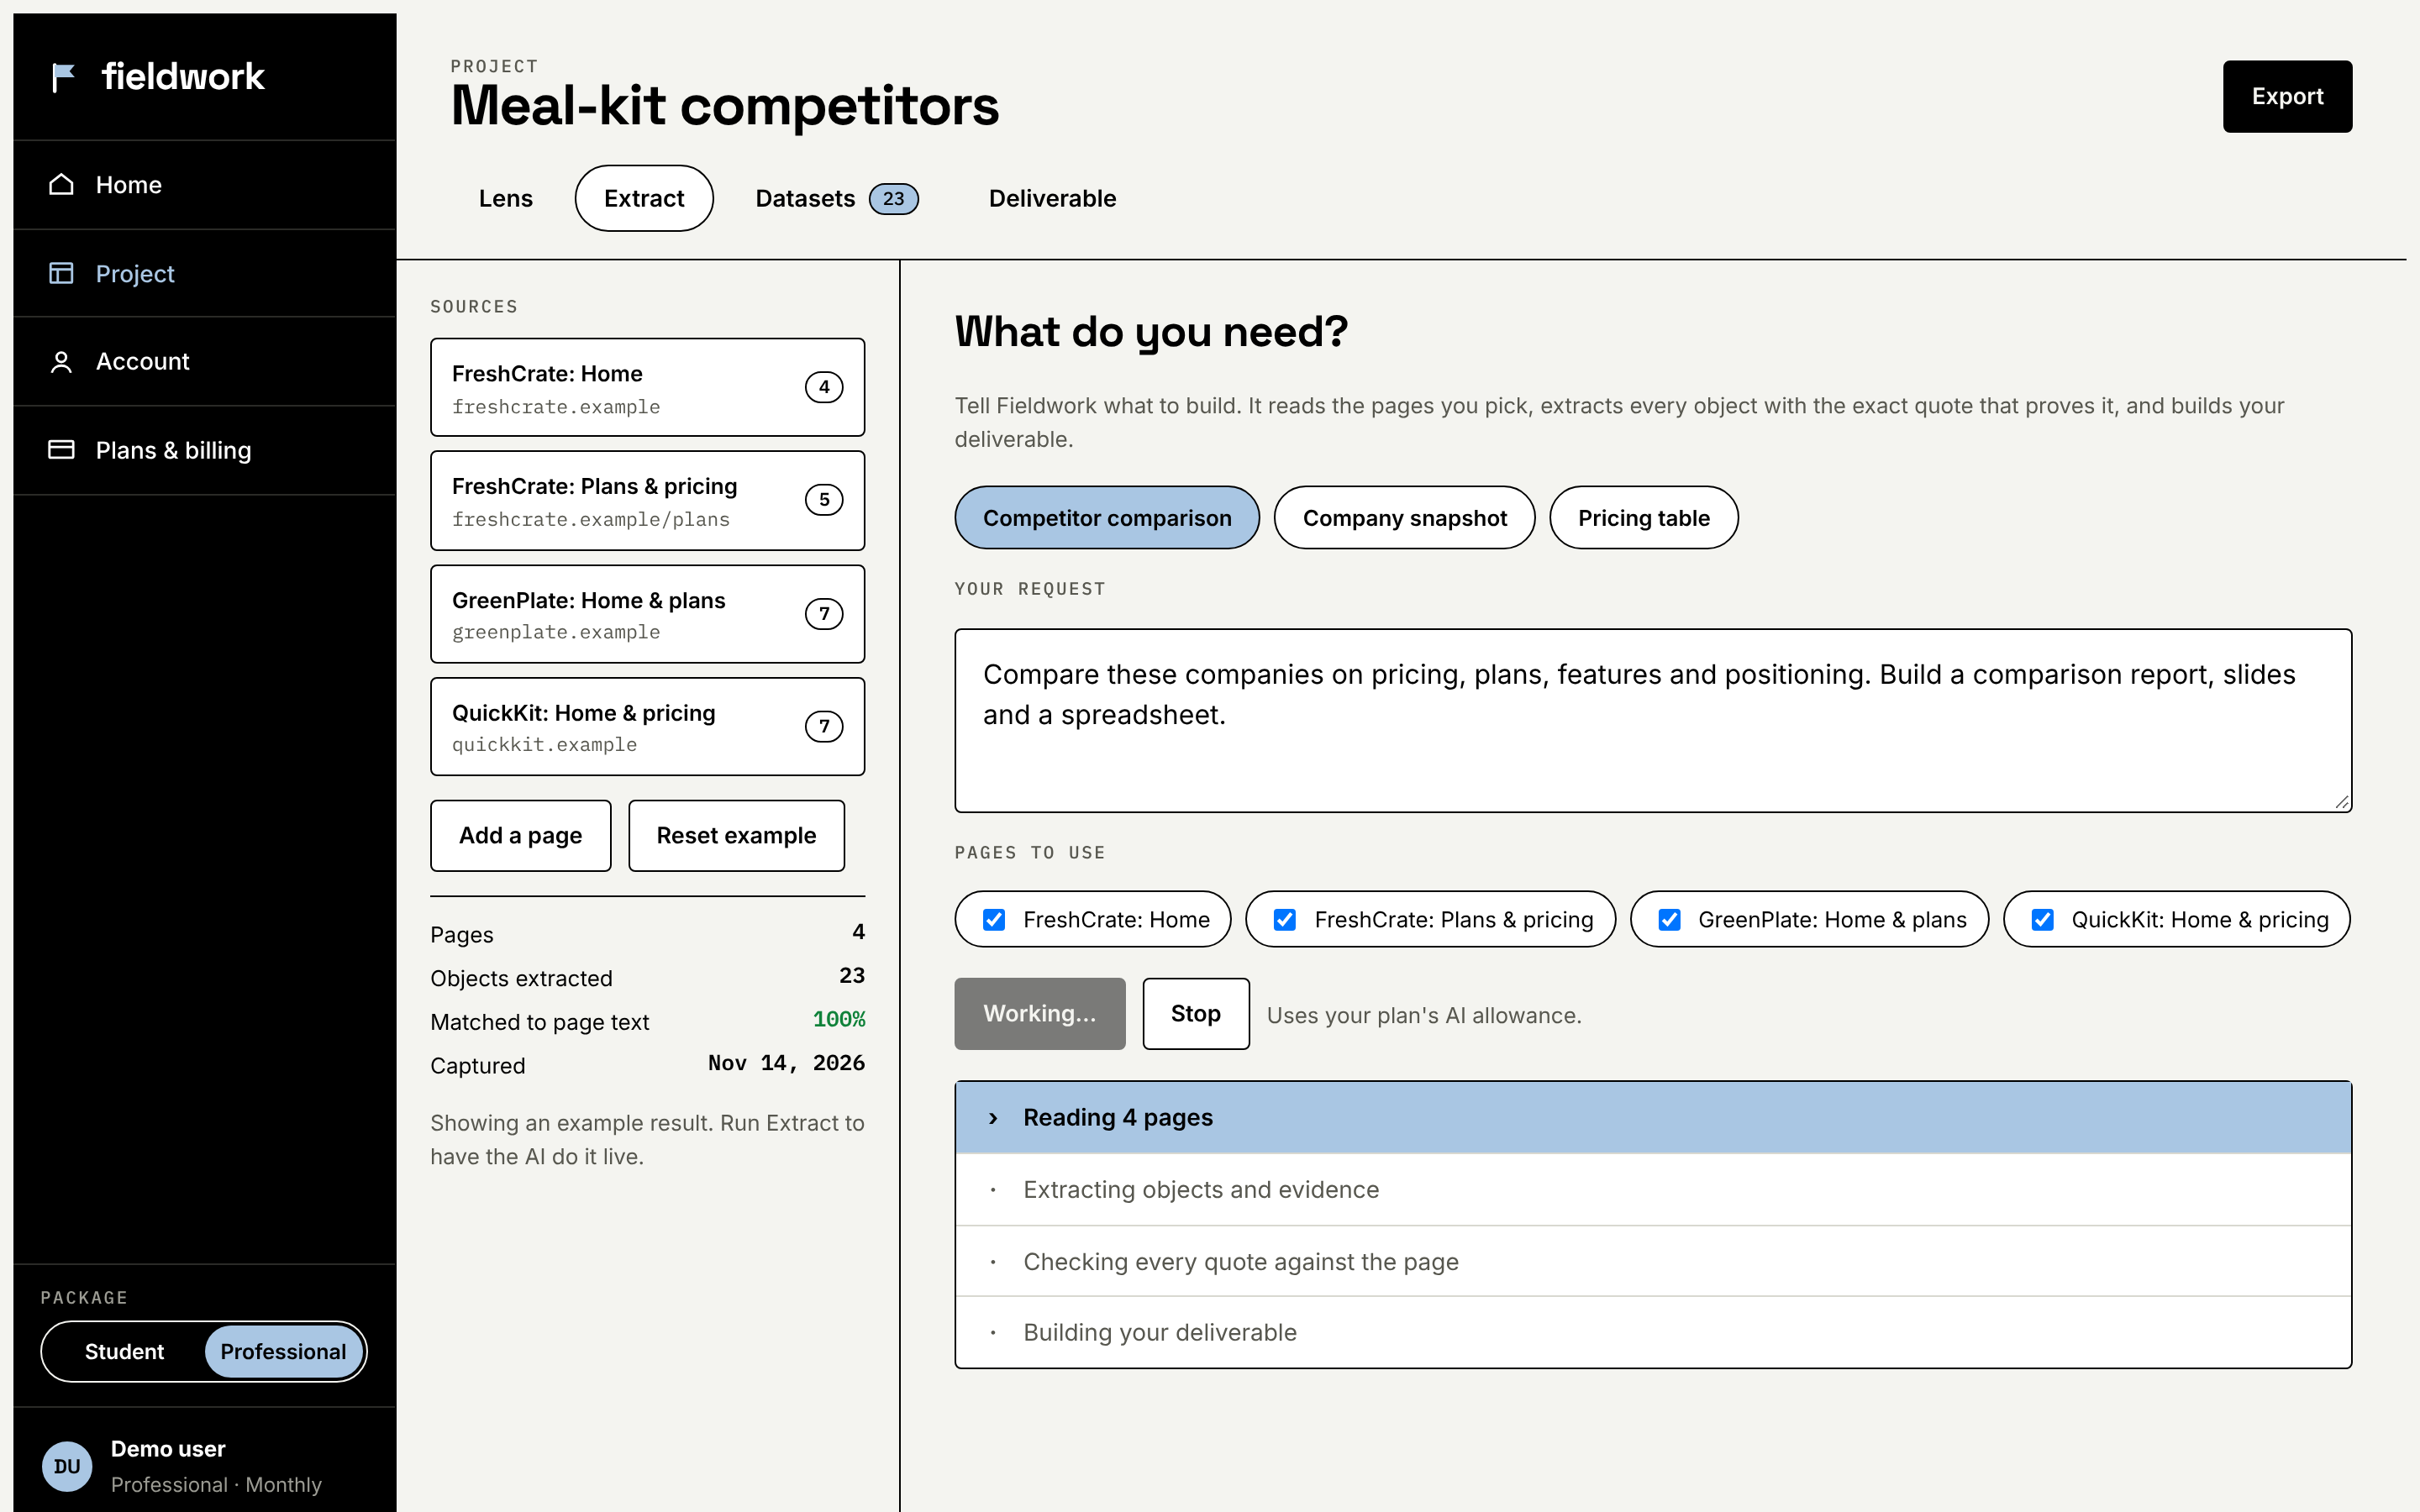 fieldwork
Home
Project
Account
Plans & billing
PACKAGE
Student
Professional
DU
Demo user
Professional · Monthly
PROJECT
Meal-kit competitors
Export
Lens
Extract
Datasets 23
Deliverable
SOURCES
FreshCrate: Home
freshcrate.example
4
FreshCrate: Plans & pricing
freshcrate.example/plans
5
GreenPlate: Home & plans
greenplate.example
7
QuickKit: Home & pricing
quickkit.example
7
Add a page
Reset example
Pages 4
Objects extracted 23
Matched to page text 100%
Captured Nov 14, 2026
Showing an example result. Run Extract to
have the AI do it live.
What do you need?
Tell Fieldwork what to build. It reads the pages you pick, extracts every object with the exact quote that proves it, and builds your
deliverable.
Competitor comparison
Company snapshot
Pricing table
YOUR REQUEST
Compare these companies on pricing, plans, features and positioning. Build a comparison report, slides
and a spreadsheet.
PAGES TO USE
FreshCrate: Home
FreshCrate: Plans & pricing
GreenPlate: Home & plans
QuickKit: Home & pricing
Working...
Stop
Uses your plan's AI allowance.
› Reading 4 pages
· Extracting objects and evidence
· Checking every quote against the page
· Building your deliverable